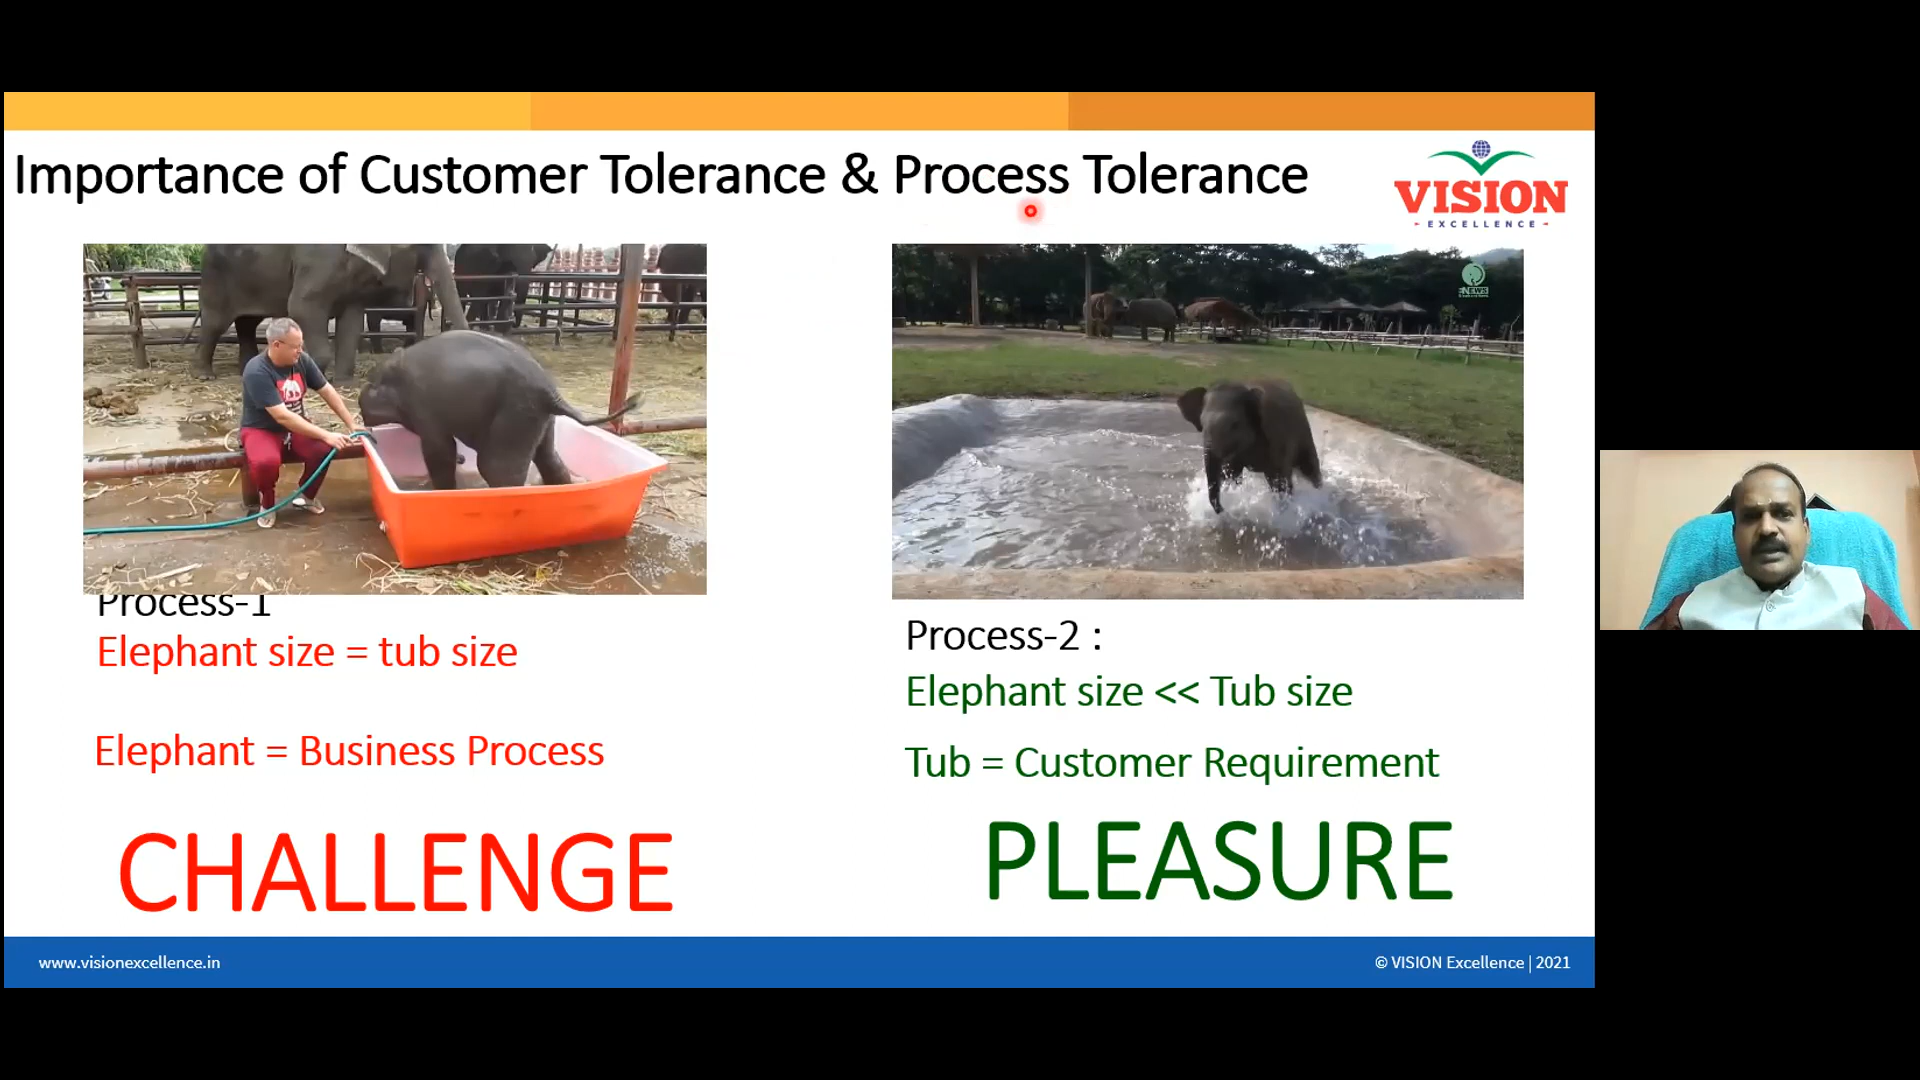 Importance of Customer Tolerance & Process Tolerance
VISION
EXCELLENCE
NEWS
Process-1
Elephant size = tub size
Elephant = Business Process
CHALLENGE
Process-2 :
Elephant size << Tub size
Tub = Customer Requirement
PLEASURE
www.visionexcellence.in
© VISION Excellence | 2021